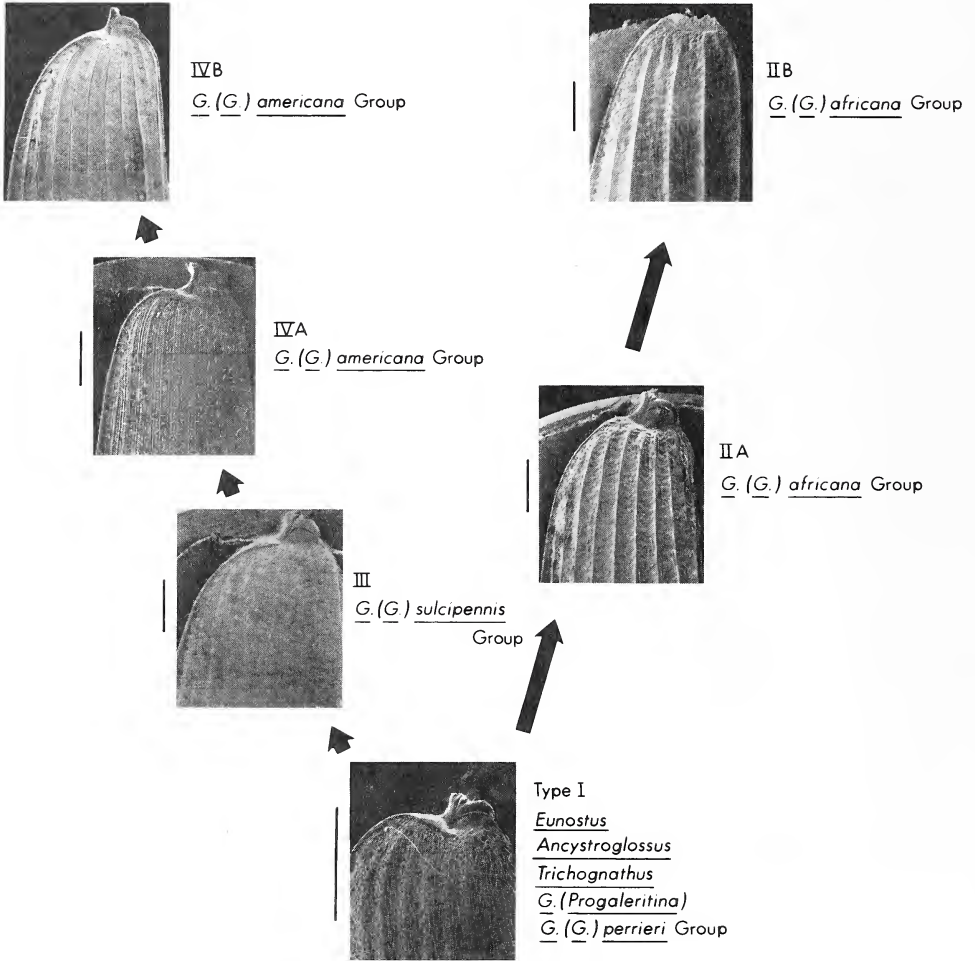 IVB
G. (G.) americana Group
IIB
G. (G.) africana Group
IVA
G. (G.) americana Group
IIA
G. (G.) africana Group
III
G. (G.) sulcipennis
Group
Type I
Eunostus
Ancystroglossus
Trichognathus
G. (Progaleritina)
G. (G.) perrieri Group